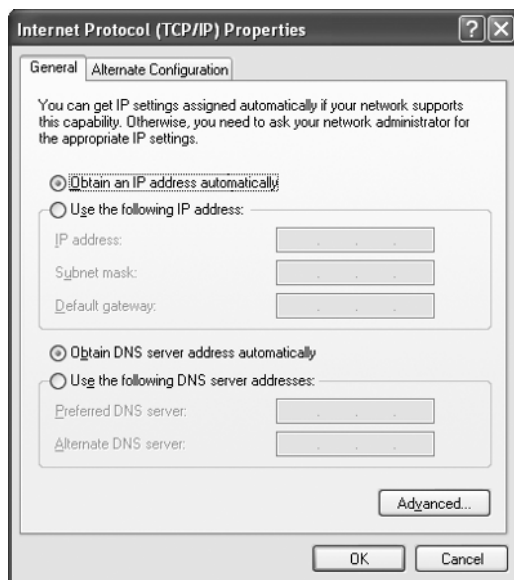 Internet Protocol (TCP/IP) Properties
General
Alternate Configuration
You can get IP settings assigned automatically if your network supports
this capability. Otherwise, you need to ask your network administrator for
the appropriate IP settings.
Obtain an IP address automatically
Use the following IP address:
IP address:
Subnet mask:
Default gateway:
Obtain DNS server address automatically
Use the following DNS server addresses:
Preferred DNS server:
Alternate DNS server:
Advanced...
OK
Cancel